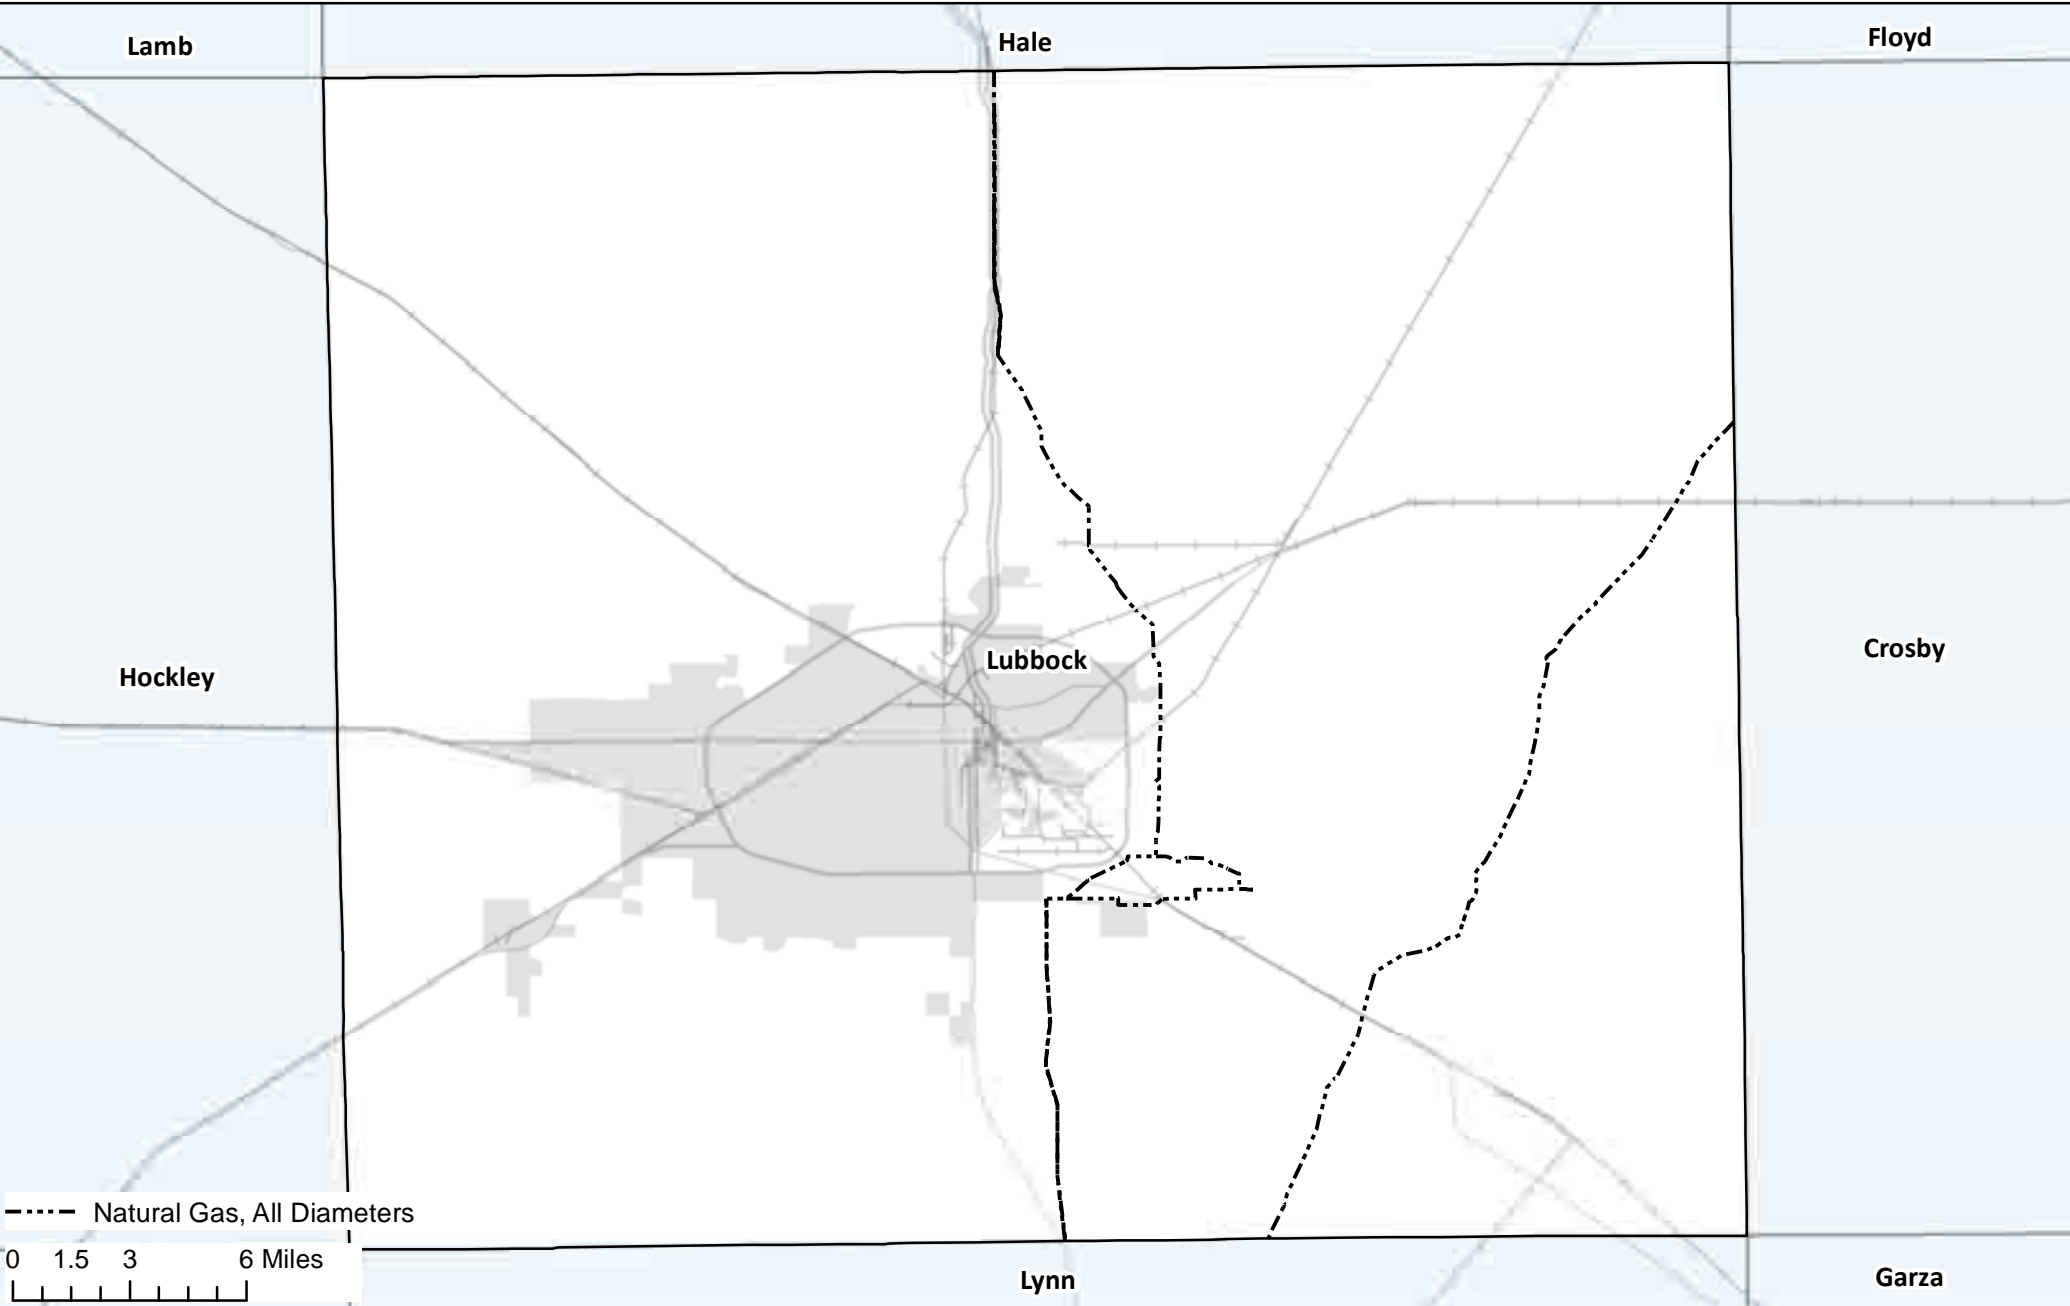 Lamb
Hale
Floyd
Hockley
Lubbock
Crosby
Natural Gas, All Diameters
0 1.5 3 6 Miles
Lynn
Garza